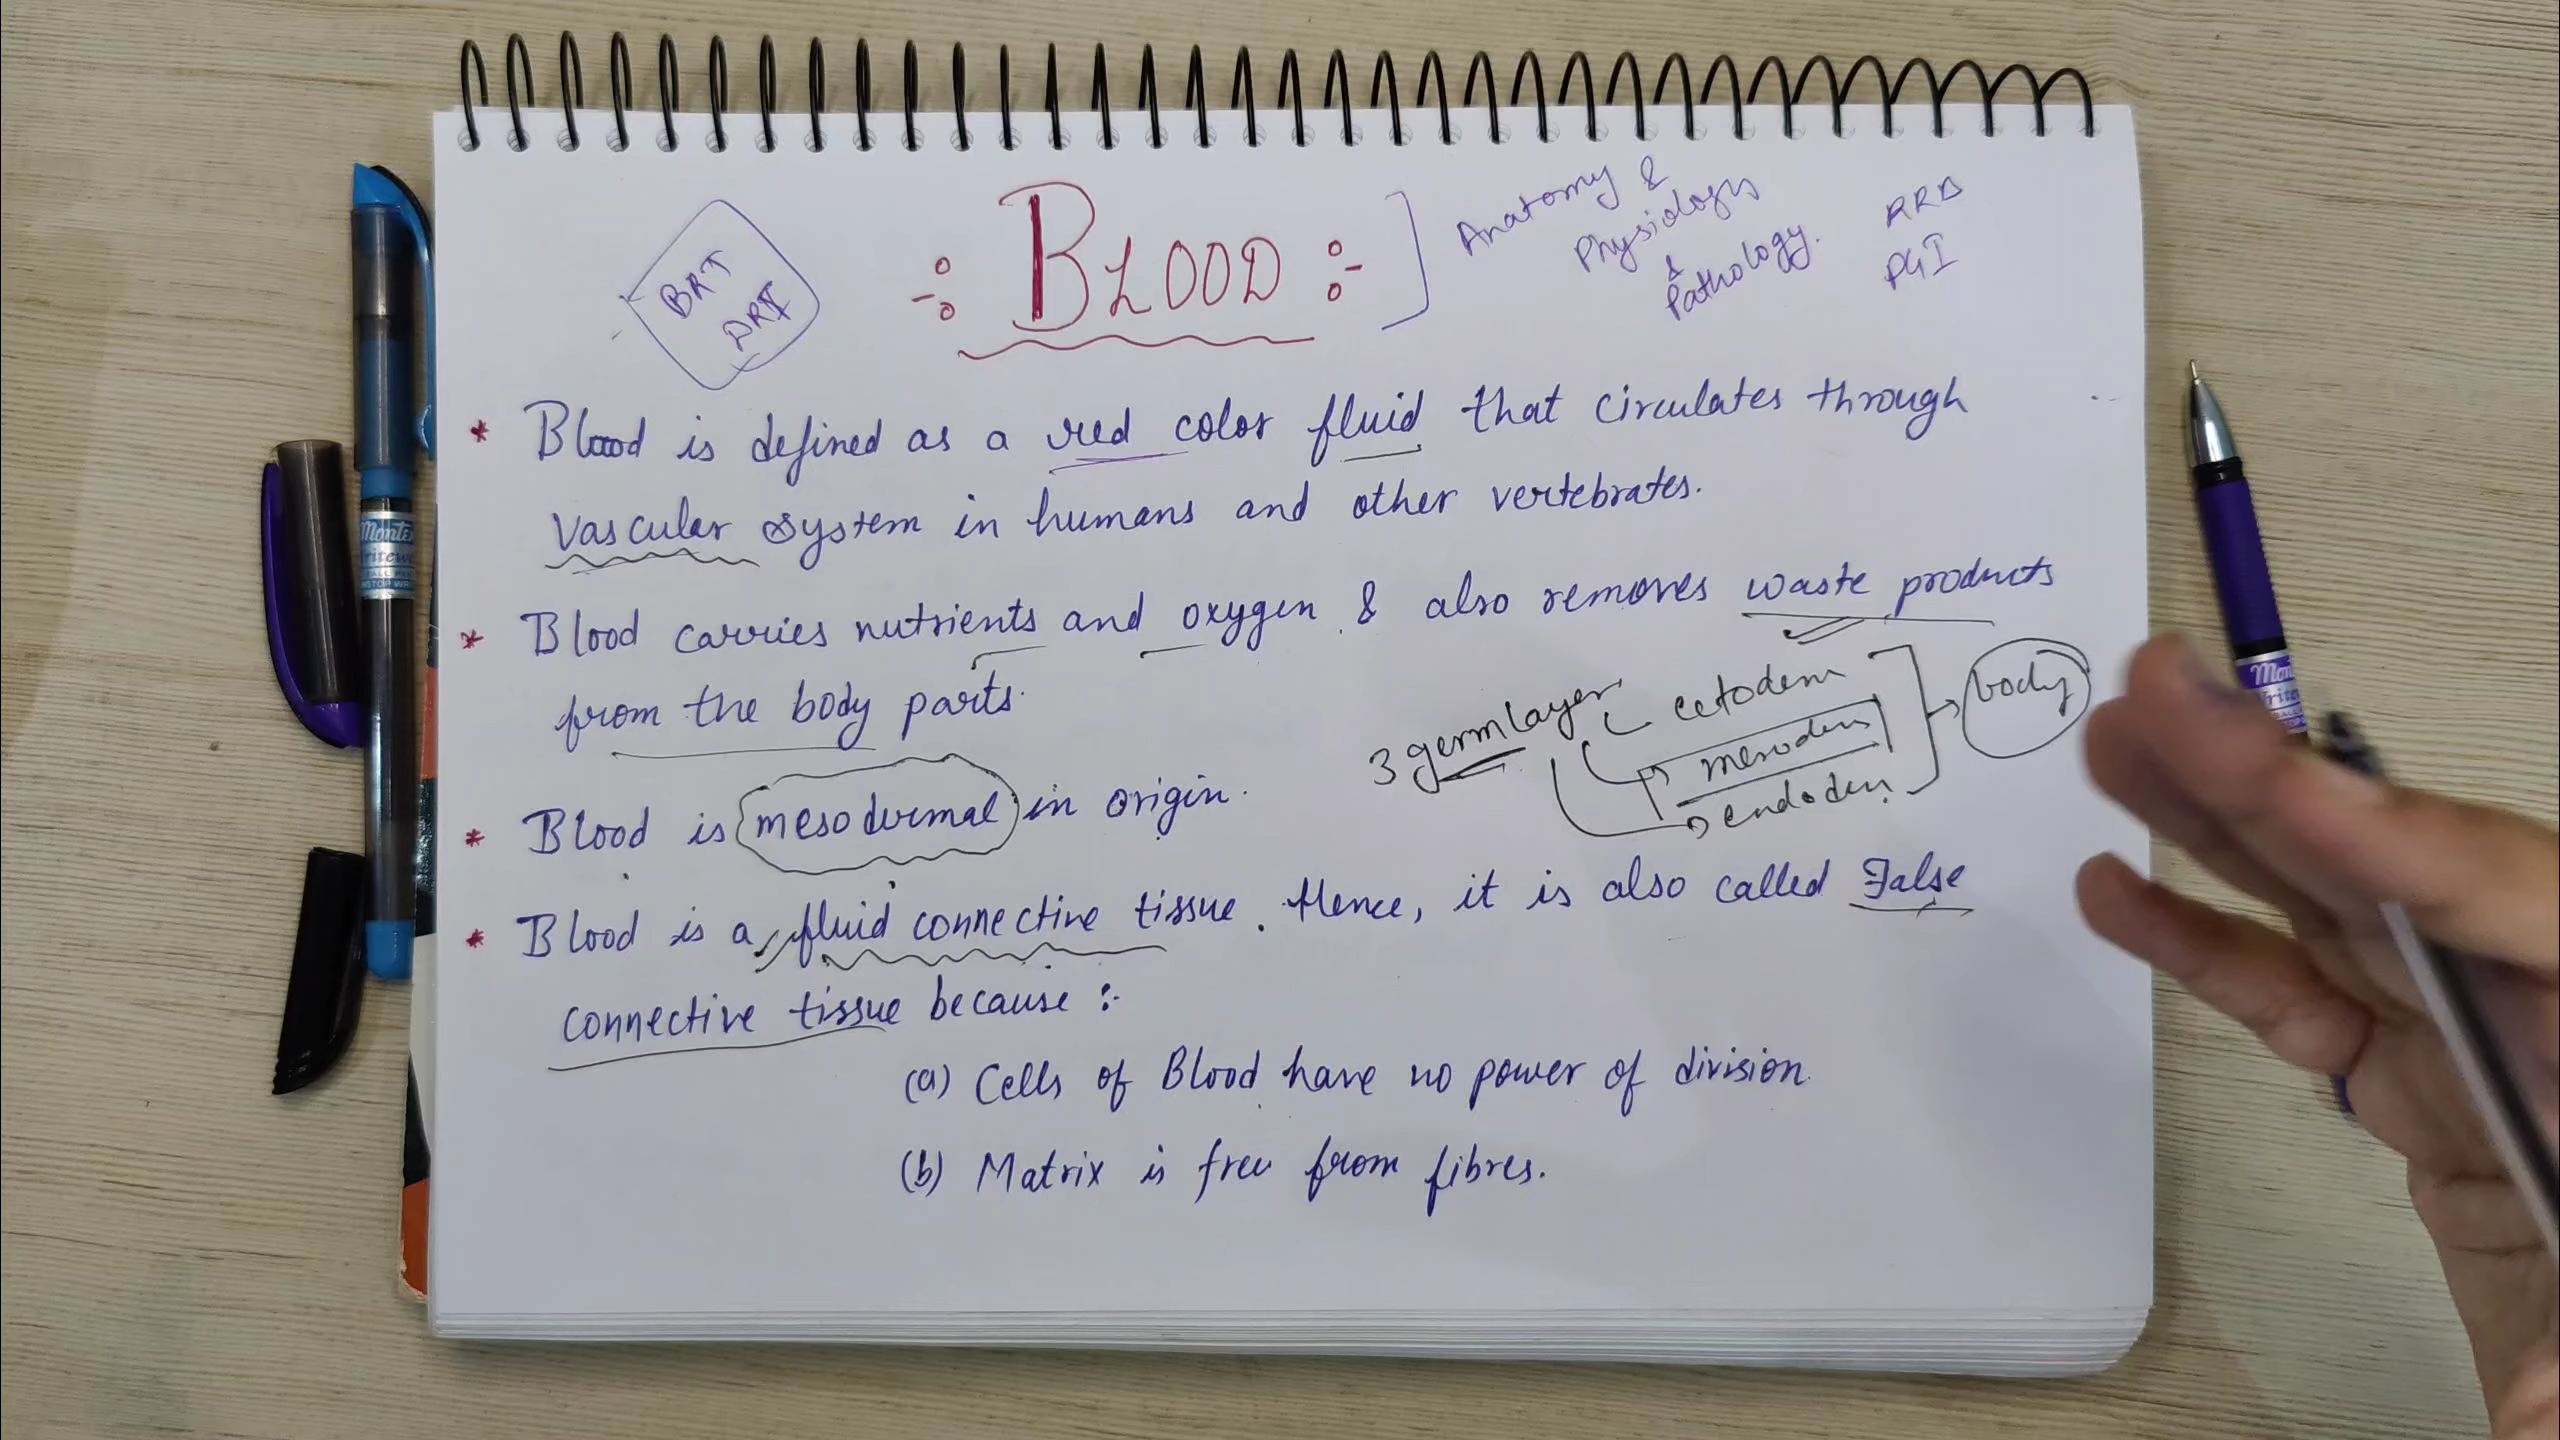 BRT
DRI
-: BLOOD :-
Anatomy &
Physiology
&
Pathology.
RRB
PGI
* Blood is defined as a red color fluid that circulates through
vascular system in humans and other vertebrates.
* Blood carries nutrients and oxygen & also removes waste products
from the body parts.
3 germ layer
ectoderm
mesoderm
endoderm
body
* Blood is mesodermal in origin.
* Blood is a fluid connective tissue. Hence, it is also called False
connective tissue because :-
(a) Cells of Blood have no power of division.
(b) Matrix is free from fibres.